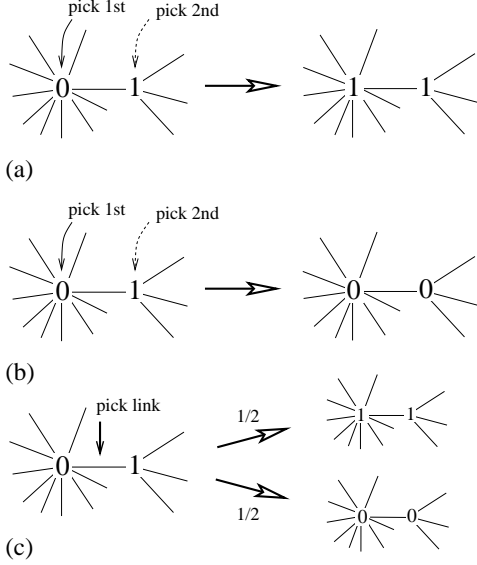 pick 1st
pick 2nd
0 1 1 1
(a)
pick 1st
pick 2nd
0 1 0 0
(b)
pick link
1/2
1 1
0 1
0 0
1/2
(c)